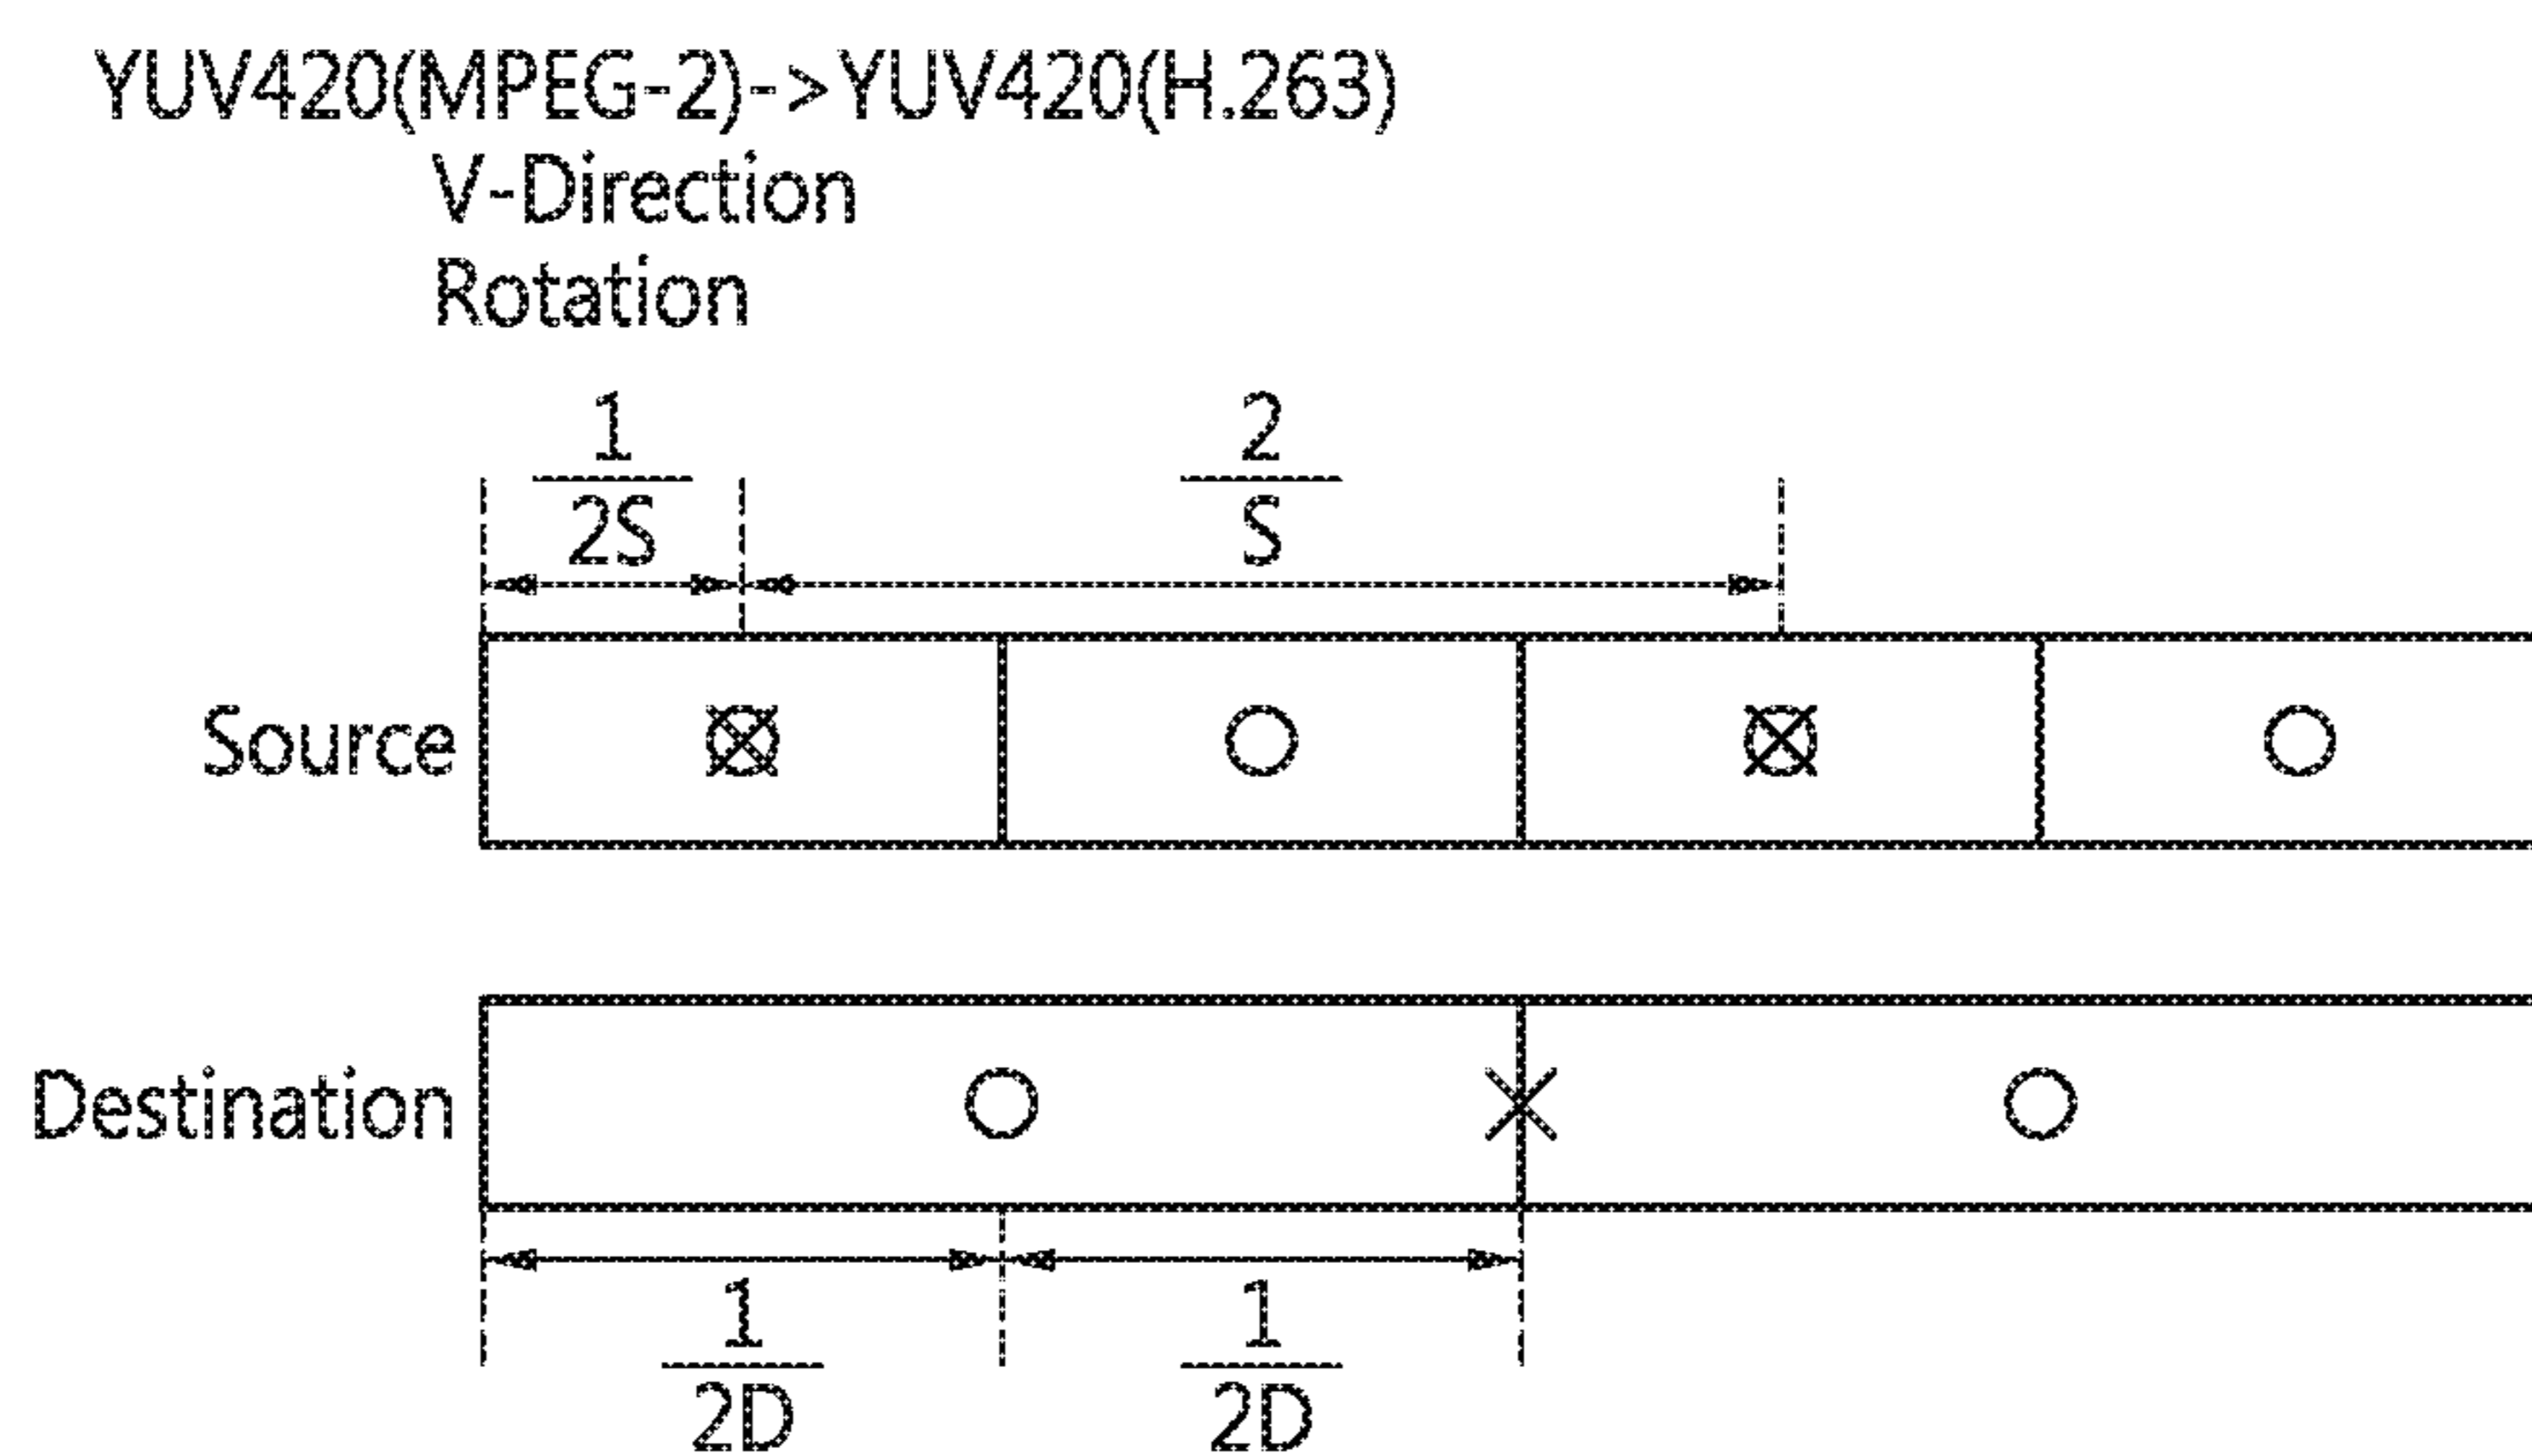 YUV420(MPEG-2)->YUV420(H.263)
V-Direction
Rotation
1
2S
2
S
Source
Destination
1
2D
1
2D